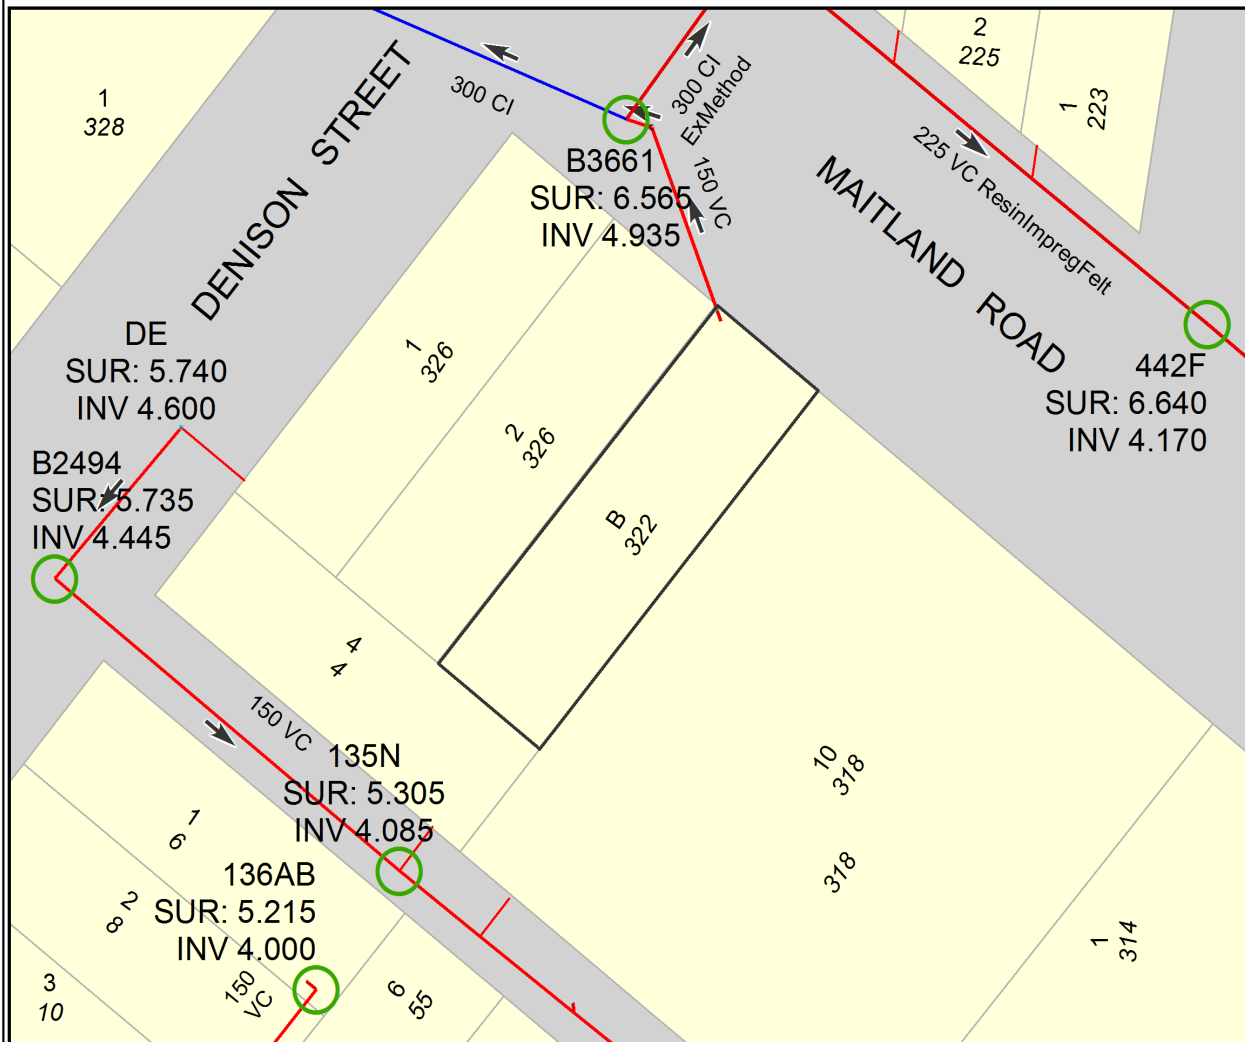 2
225
1
223
1
328
DENISON STREET
300 CI
300 CI
ExMethod
225 VC ResinImpregFelt
MAITLAND ROAD
B3661
SUR: 6.565
INV 4.935
150 VC
DE
SUR: 5.740
INV 4.600
1
326
2
326
442F
SUR: 6.640
INV 4.170
B2494
SUR: 5.735
INV 4.445
B
322
4
4
150 VC
135N
SUR: 5.305
INV 4.085
10
318
318
1
6
136AB
SUR: 5.215
INV 4.000
2
8
1
314
3
10
150
VC
6
55